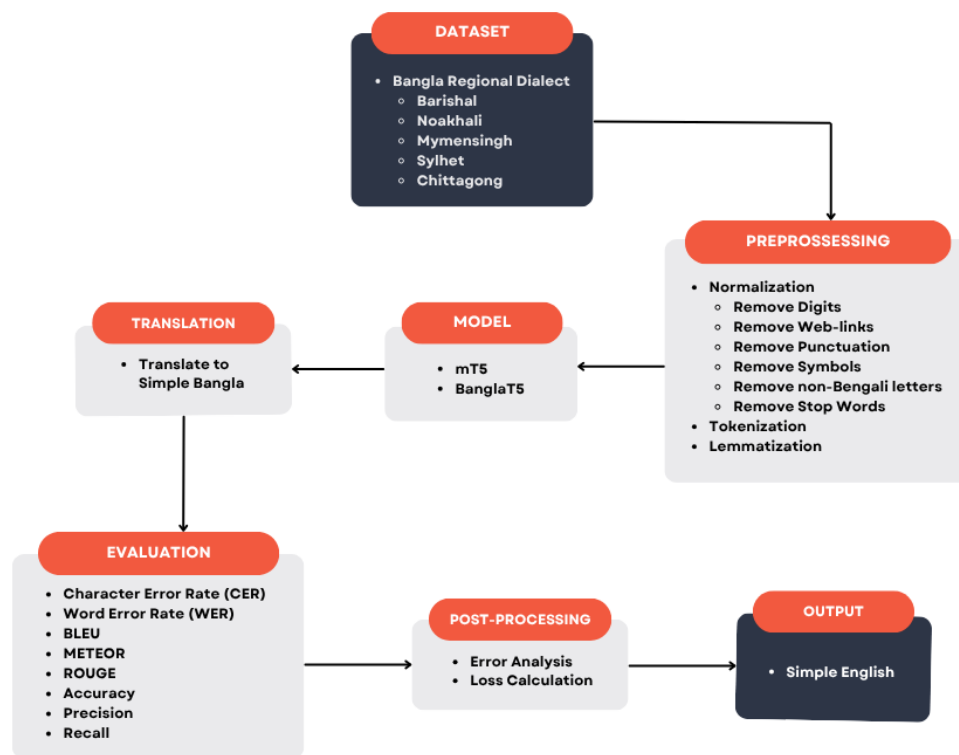 DATASET
Bangla Regional Dialect
Barishal
Noakhali
Mymensingh
Sylhet
Chittagong
PREPROSSESSING
Normalization
Remove Digits
Remove Web-links
Remove Punctuation
Remove Symbols
Remove non-Bengali letters
Remove Stop Words
Tokenization
Lemmatization
MODEL
mT5
BanglaT5
TRANSLATION
Translate to
Simple Bangla
EVALUATION
Character Error Rate (CER)
Word Error Rate (WER)
BLEU
METEOR
ROUGE
Accuracy
Precision
Recall
POST-PROCESSING
Error Analysis
Loss Calculation
OUTPUT
Simple English